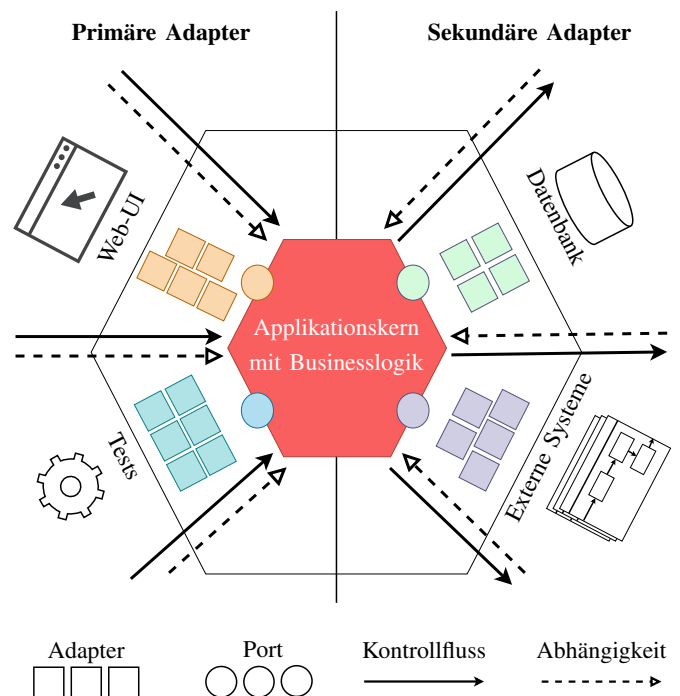 Primäre Adapter
Sekundäre Adapter
Web-UI
Datenbank
Applikationskern
mit Businesslogik
Tests
Externe Systeme
Adapter
Port
Kontrollfluss
Abhängigkeit